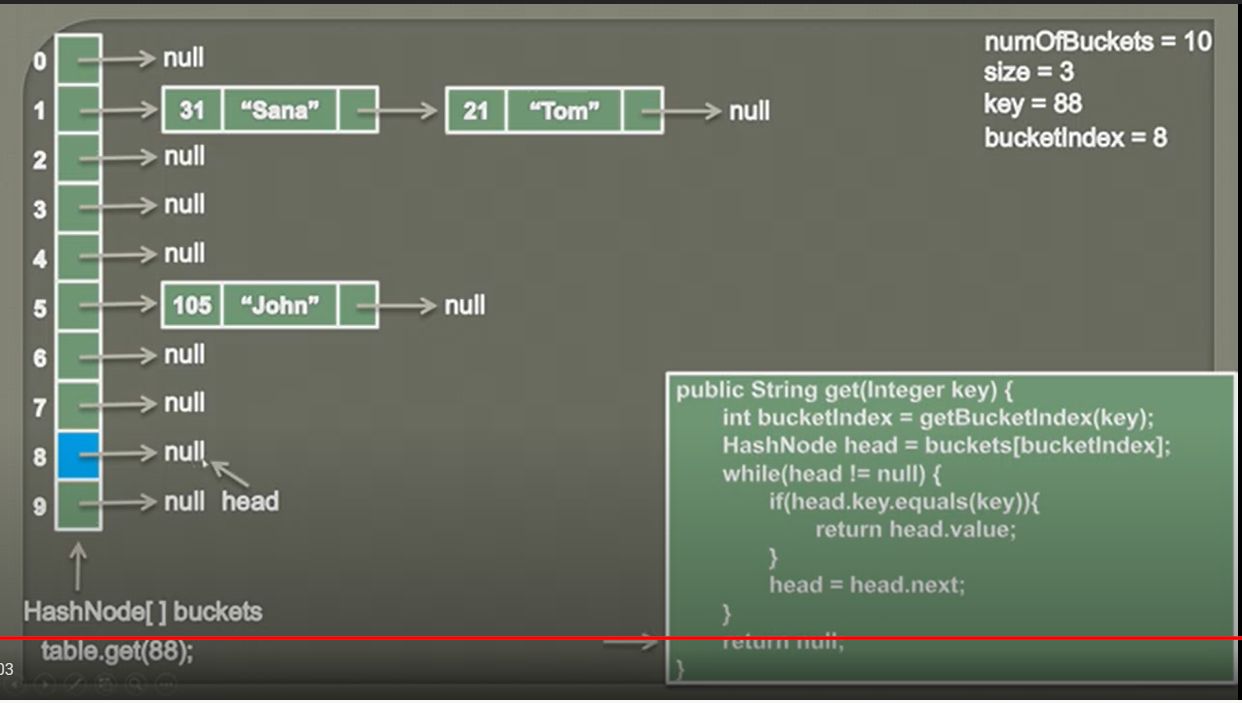 0 null
1 31 “Sana” 21 “Tom” null
2 null
3 null
4 null
5 105 “John” null
6 null
7 null
8 null
9 null head
HashNode[ ] buckets
table.get(88);
03
numOfBuckets = 10
size = 3
key = 88
bucketIndex = 8
public String get(Integer key) {
int bucketIndex = getBucketIndex(key);
HashNode head = buckets[bucketIndex];
while(head != null) {
if(head.key.equals(key)){
return head.value;
}
head = head.next;
}
return null;
}